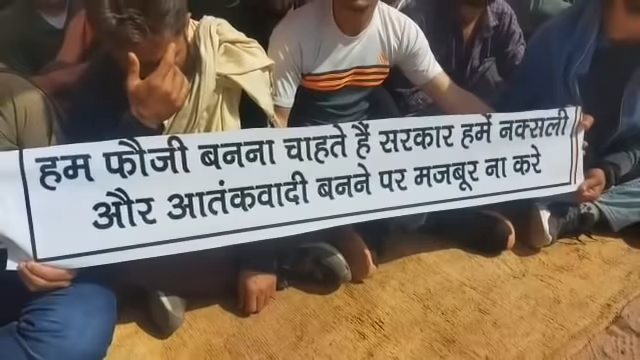 हम फौजी बनना चाहते हैं सरकार हमें नक्सली
और आतंकवादी बनने पर मजबूर ना करे